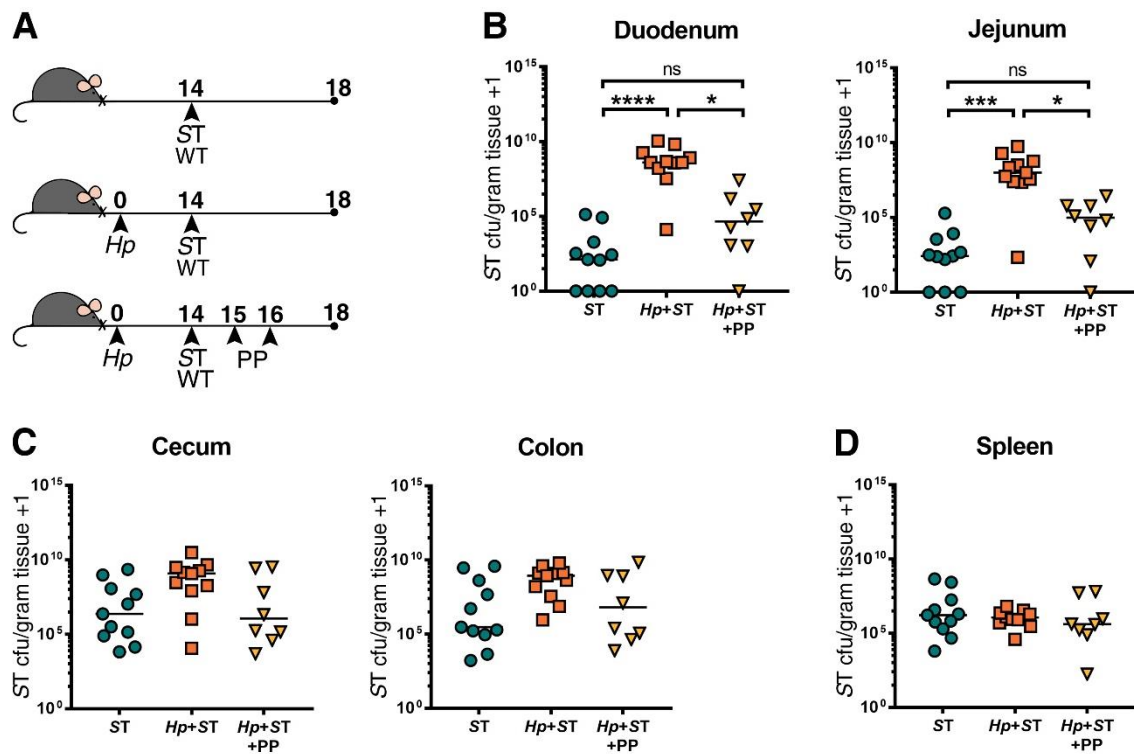 A
14
18
ST
WT
0
14
18
Hp
ST
WT
0
14
15
16
18
Hp
ST
WT
PP
B
Duodenum
ST cfu/gram tissue +1
10¹⁵
10¹⁰
10⁵
10⁰
ns
****
*
ST
Hp+ST
Hp+ST
+PP
Jejunum
ST cfu/gram tissue +1
10¹⁵
10¹⁰
10⁵
10⁰
ns
***
*
ST
Hp+ST
Hp+ST
+PP
C
Cecum
ST cfu/gram tissue +1
10¹⁵
10¹⁰
10⁵
10⁰
ST
Hp+ST
Hp+ST
+PP
Colon
ST cfu/gram tissue +1
10¹⁵
10¹⁰
10⁵
10⁰
ST
Hp+ST
Hp+ST
+PP
D
Spleen
ST cfu/gram tissue +1
10¹⁵
10¹⁰
10⁵
10⁰
ST
Hp+ST
Hp+ST
+PP